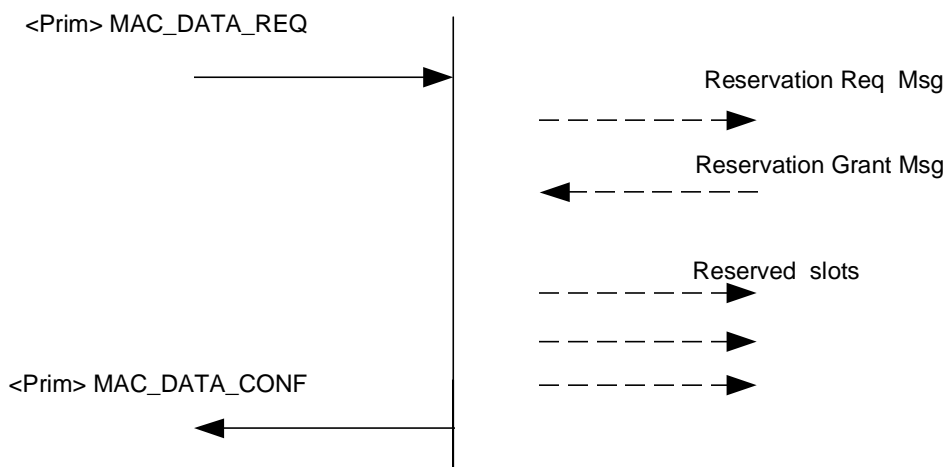 <Prim> MAC_DATA_REQ
Reservation Req Msg
Reservation Grant Msg
Reserved slots
<Prim> MAC_DATA_CONF